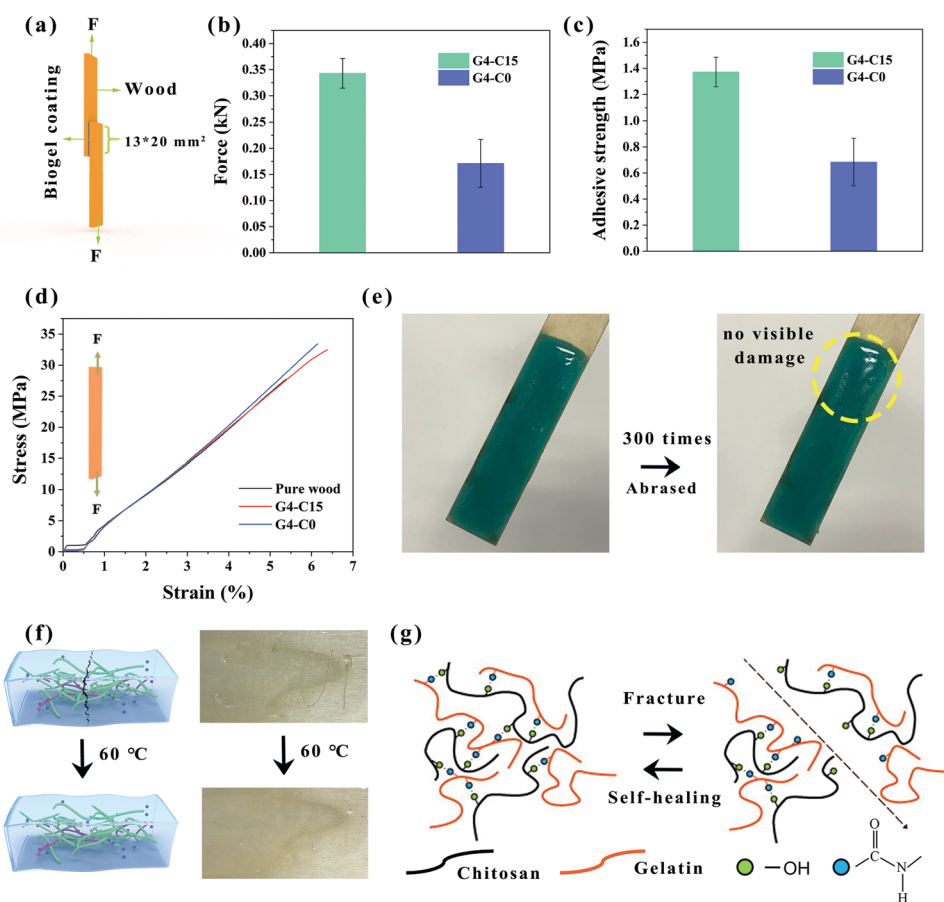 (a)
F
Wood
Biogel coating
13*20 mm²
F
(b)
Force (kN)
0.40
0.35
0.30
0.25
0.20
0.15
0.10
0.05
0.00
G4-C15
G4-C0
(c)
Adhesive strength (MPa)
1.6
1.4
1.2
1.0
0.8
0.6
0.4
0.2
0.0
G4-C15
G4-C0
(d)
Stress (MPa)
35
30
25
20
15
10
5
0
F
F
Pure wood
G4-C15
G4-C0
0 1 2 3 4 5 6 7
Strain (%)
(e)
300 times
Abrased
no visible
damage
(f)
60 ℃
60 ℃
(g)
Fracture
Self-healing
Chitosan
Gelatin
—OH
O
C
N
H